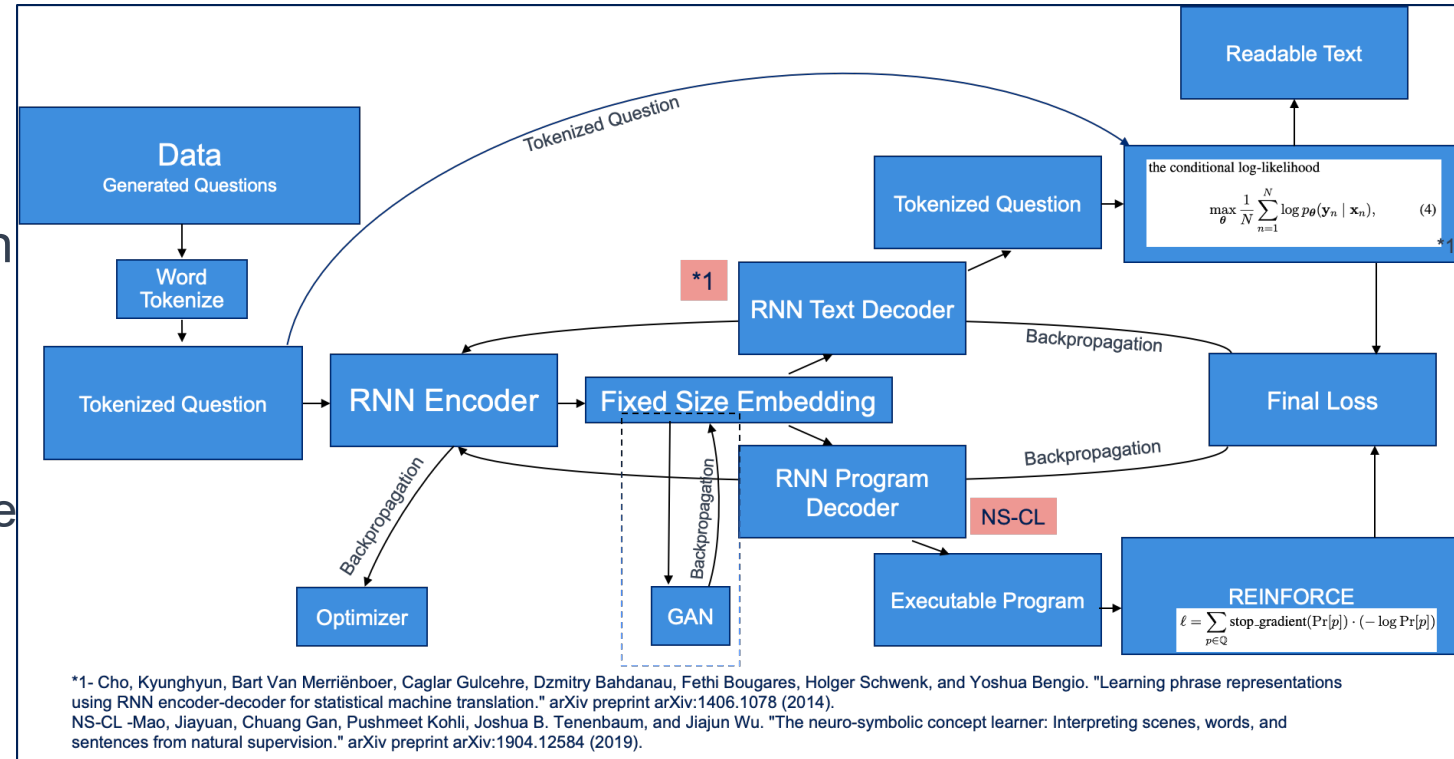 Readable Text
Tokenized Question
Data
Generated Questions
Tokenized Question
the conditional log-likelihood
max_θ 1/N ∑_{n=1}^{N} log p_θ(y_n | x_n), (4)
*1
n
Word
Tokenize
*1
RNN Text Decoder
Backpropagation
Tokenized Question
RNN Encoder
Fixed Size Embedding
Final Loss
Backpropagation
RNN Program
Decoder
NS-CL
e
Backpropagation
Backpropagation
Optimizer
GAN
Executable Program
REINFORCE
ℓ = ∑_{p∈ℚ} stop_gradient(Pr[p]) · (− log Pr[p])
*1- Cho, Kyunghyun, Bart Van Merriënboer, Caglar Gulcehre, Dzmitry Bahdanau, Fethi Bougares, Holger Schwenk, and Yoshua Bengio. "Learning phrase representations
using RNN encoder-decoder for statistical machine translation." arXiv preprint arXiv:1406.1078 (2014).
NS-CL -Mao, Jiayuan, Chuang Gan, Pushmeet Kohli, Joshua B. Tenenbaum, and Jiajun Wu. "The neuro-symbolic concept learner: Interpreting scenes, words, and
sentences from natural supervision." arXiv preprint arXiv:1904.12584 (2019).